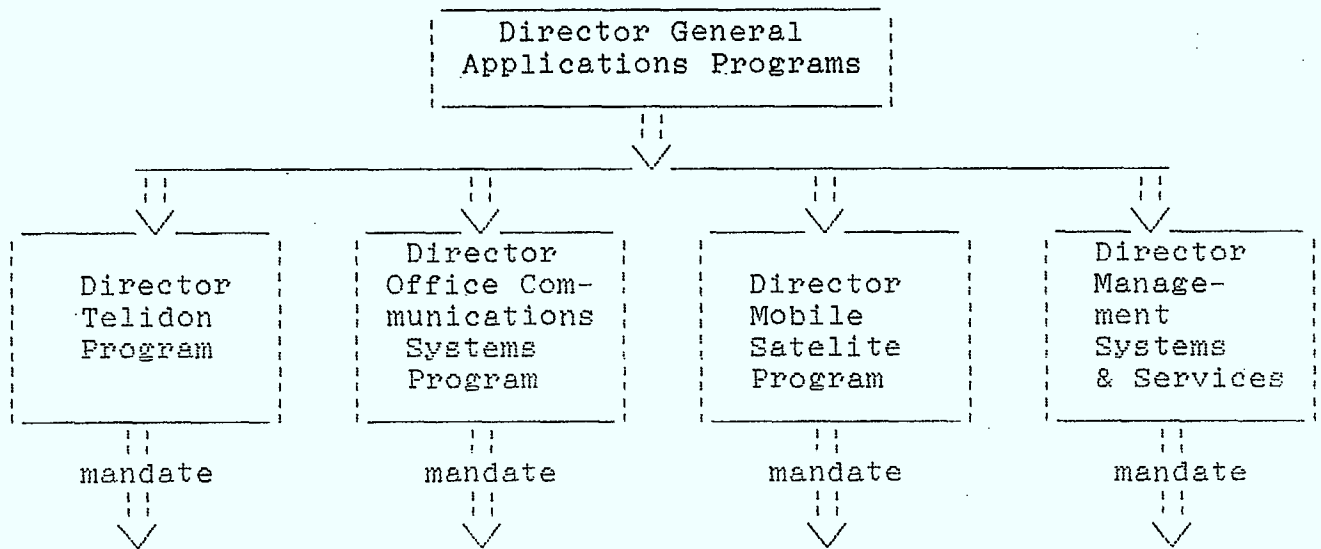 Director General
Applications Programs
Director
Telidon
Program
Director
Office Com-
munications
Systems
Program
Director
Mobile
Satelite
Program
Director
Manage-
ment
Systems
& Services
mandate
mandate
mandate
mandate